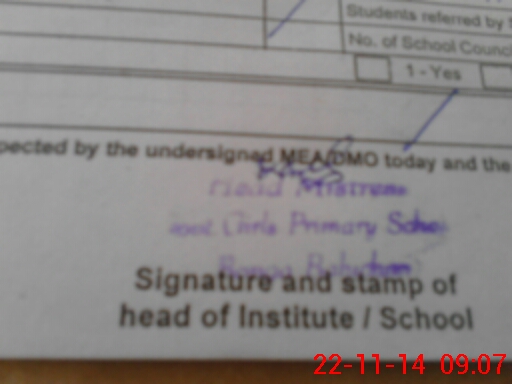 Students referred by
No. of School Counc
1 - Yes
pected by the undersigned MEA/DMO today and the
Head Mistress
Girls Primary School
Signature and stamp of
head of Institute / School
22-11-14 09:07